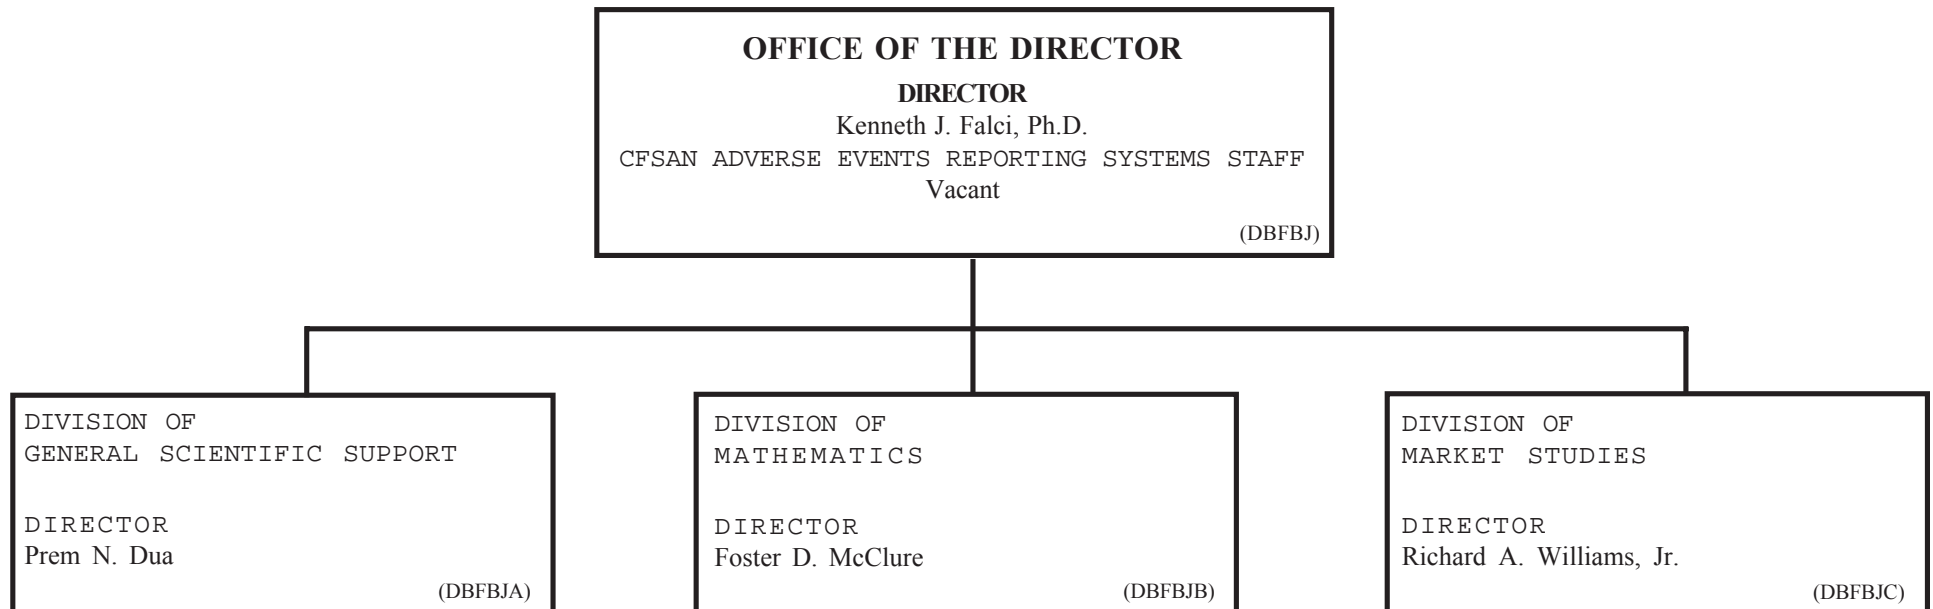 OFFICE OF THE DIRECTOR
DIRECTOR
Kenneth J. Falci, Ph.D.
CFSAN ADVERSE EVENTS REPORTING SYSTEMS STAFF
Vacant
(DBFBJ)
DIVISION OF
GENERAL SCIENTIFIC SUPPORT
DIRECTOR
Prem N. Dua
(DBFBJA)
DIVISION OF
MATHEMATICS
DIRECTOR
Foster D. McClure
(DBFBJB)
DIVISION OF
MARKET STUDIES
DIRECTOR
Richard A. Williams, Jr.
(DBFBJC)